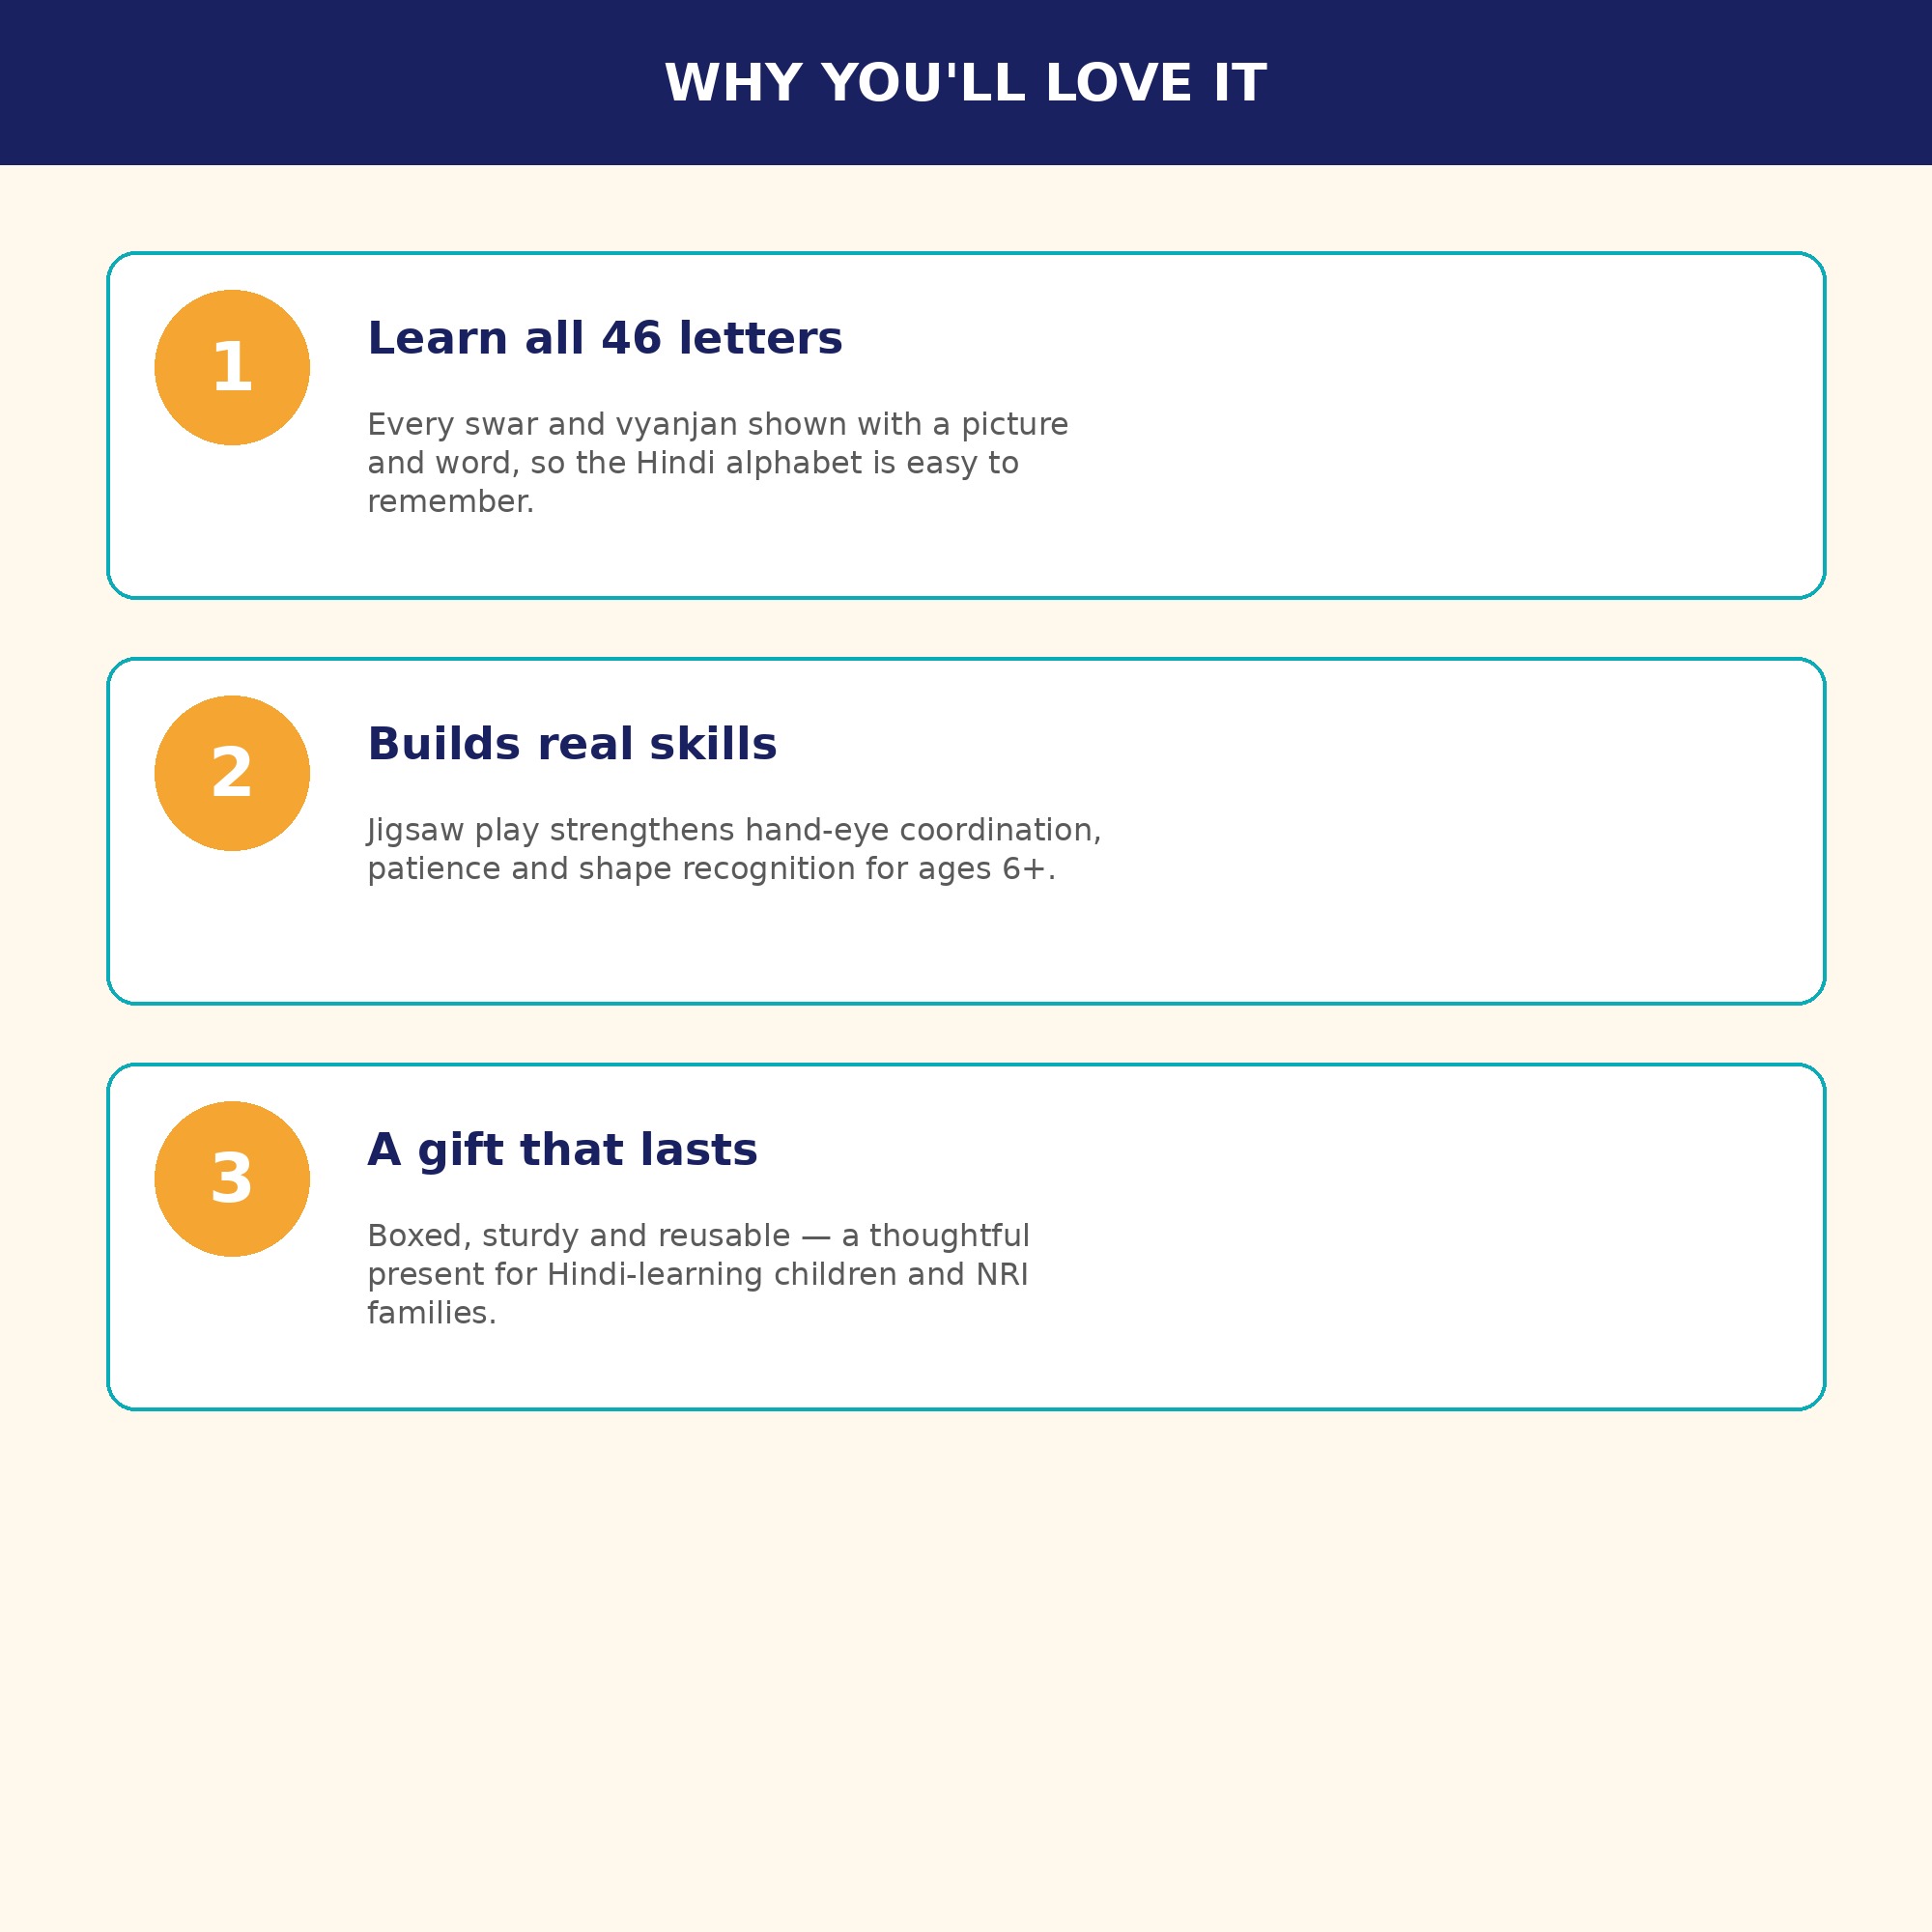 WHY YOU'LL LOVE IT
1
Learn all 46 letters
Every swar and vyanjan shown with a picture
and word, so the Hindi alphabet is easy to
remember.
2
Builds real skills
Jigsaw play strengthens hand-eye coordination,
patience and shape recognition for ages 6+.
3
A gift that lasts
Boxed, sturdy and reusable — a thoughtful
present for Hindi-learning children and NRI
families.